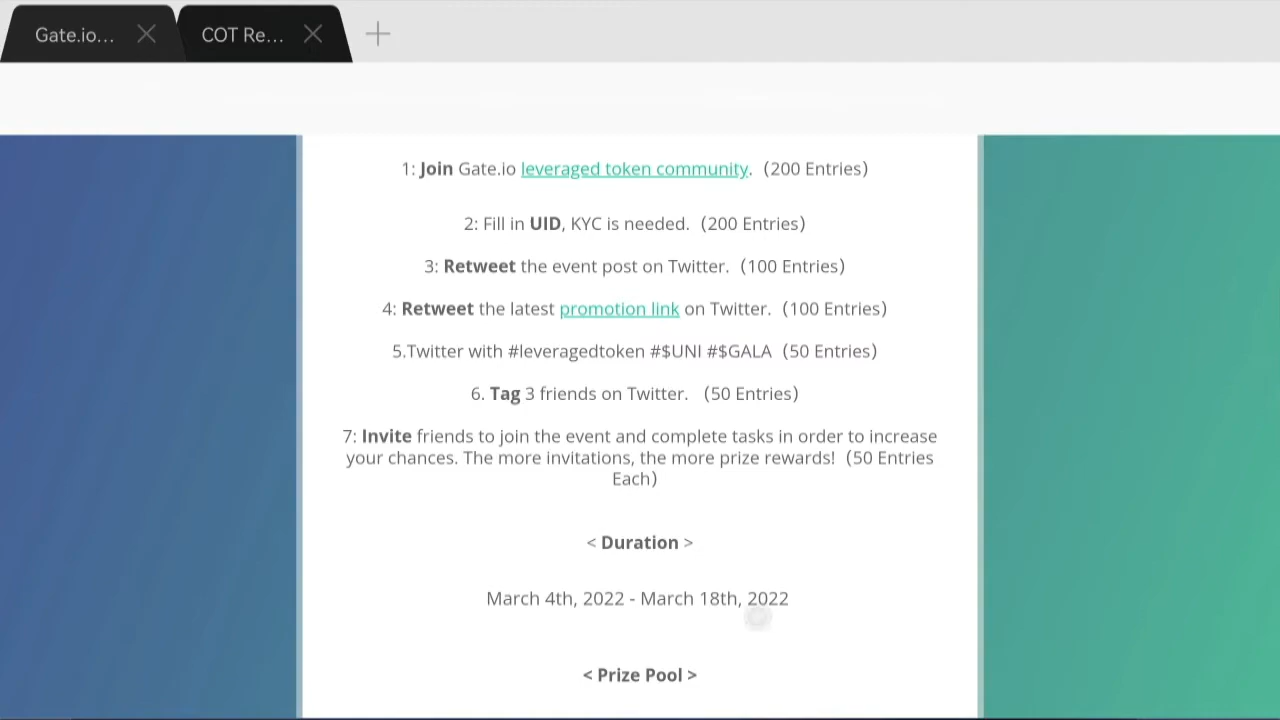 Gate.io...
COT Re...
1: Join Gate.io leveraged token community.  (200 Entries)
2: Fill in UID, KYC is needed.  (200 Entries)
3: Retweet the event post on Twitter.  (100 Entries)
4: Retweet the latest promotion link on Twitter.  (100 Entries)
5.Twitter with #leveragedtoken #$UNI #$GALA  (50 Entries)
6. Tag 3 friends on Twitter.   (50 Entries)
7: Invite friends to join the event and complete tasks in order to increase
your chances. The more invitations, the more prize rewards!  (50 Entries
Each)
< Duration >
March 4th, 2022 - March 18th, 2022
< Prize Pool >